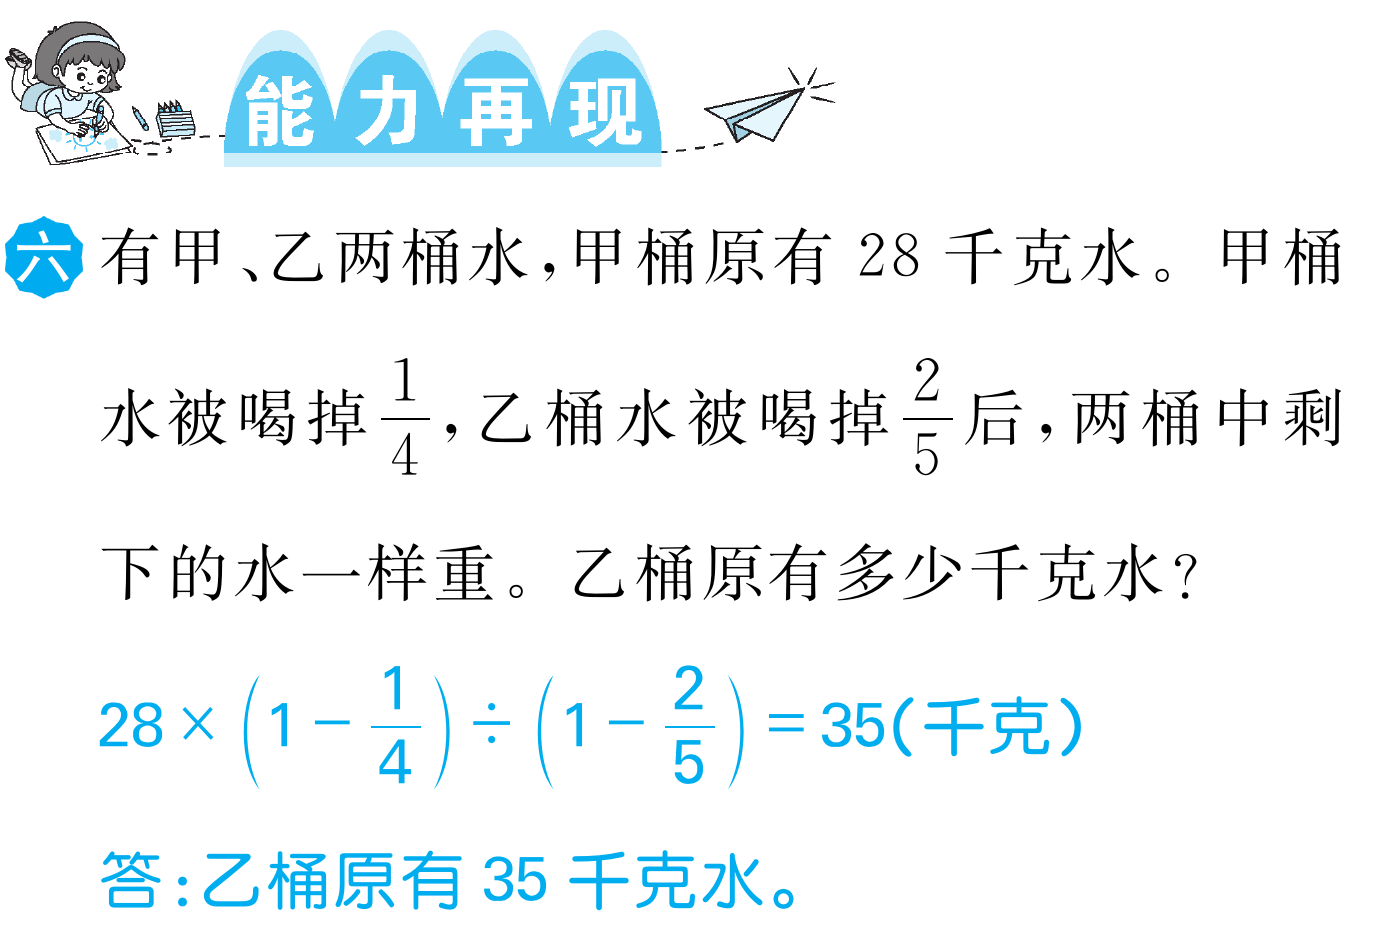 能力再现
六 有甲、乙两桶水,甲桶原有 28 千克水。甲桶
水被喝掉 1/4 ,乙桶水被喝掉 2/5 后,两桶中剩
下的水一样重。乙桶原有多少千克水?
28 × (1 − 1/4) ÷ (1 − 2/5) = 35(千克)
答:乙桶原有 35 千克水。